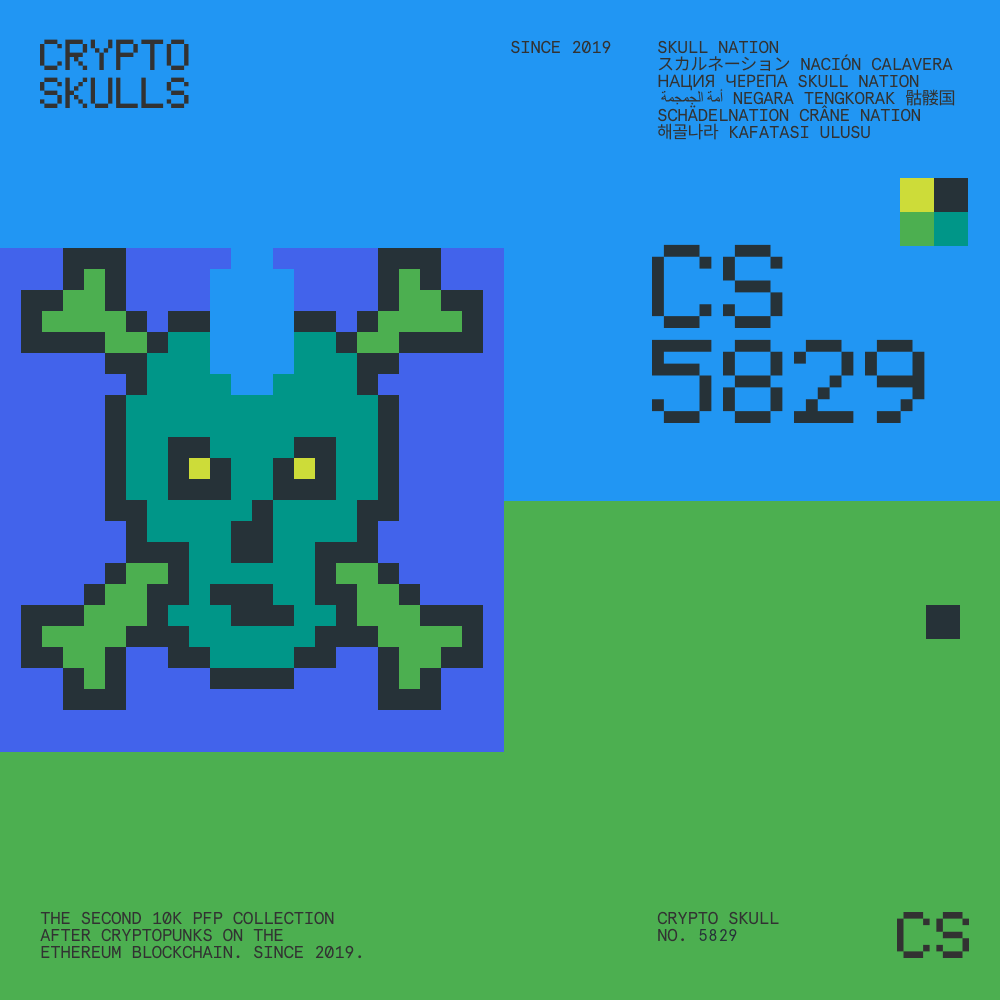 CRYPTO
SKULLS
SINCE 2019
SKULL NATION
スカルネーション NACIÓN CALAVERA
НАЦИЯ ЧЕРЕПА SKULL NATION
أمة الجمجمة NEGARA TENGKORAK 骷髅国
SCHÄDELNATION CRÂNE NATION
해골나라 KAFATASI ULUSU
CS
5829
THE SECOND 10K PFP COLLECTION
AFTER CRYPTOPUNKS ON THE
ETHEREUM BLOCKCHAIN. SINCE 2019.
CRYPTO SKULL
NO. 5829
CS